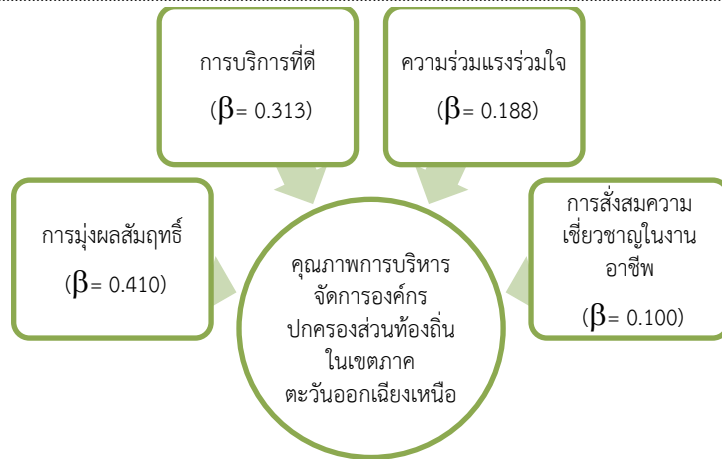 การบริการที่ดี
(β= 0.313)
ความร่วมแรงร่วมใจ
(β= 0.188)
การมุ่งผลสัมฤทธิ์
(β= 0.410)
การสั่งสมความ
เชี่ยวชาญในงาน
อาชีพ
(β= 0.100)
คุณภาพการบริหาร
จัดการองค์กร
ปกครองส่วนท้องถิ่น
ในเขตภาค
ตะวันออกเฉียงเหนือ